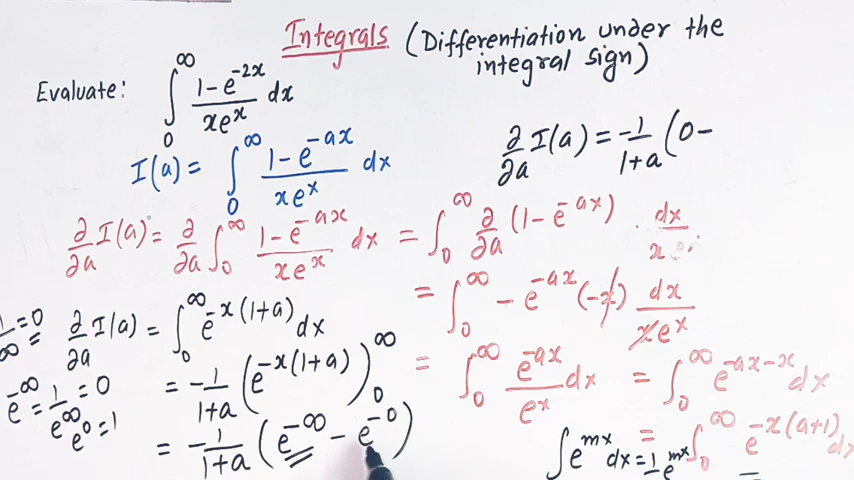 Integrals (Differentiation under the integral sign)
Evaluate: ∫₀^∞ (1-e^{-2x})/(xe^x) dx
I(a) = ∫₀^∞ (1-e^{-ax})/(xe^x) dx
∂/∂a I(a) = ∂/∂a ∫₀^∞ (1-e^{-ax})/(xe^x) dx = ∫₀^∞ ∂/∂a (1-e^{-ax}) · dx/x
= ∫₀^∞ -e^{-ax}(-x) dx/(xe^x)
= ∫₀^∞ e^{-ax}/e^x dx = ∫₀^∞ e^{-ax-x} dx
= ∫₀^∞ e^{-x(a+1)} dx
∫e^{mx}dx = 1/ e^{mx}
1/∞ = 0
∂/∂a I(a) = ∫₀^∞ e^{-x(1+a)} dx
e^{-∞} = 1/e^∞ = 0
e^0 = 1
= -1/(1+a) (e^{-x(1+a)})₀^∞
= -1/(1+a) (e^{-∞} - e^{-0})
∂/∂a I(a) = -1/(1+a) (0-